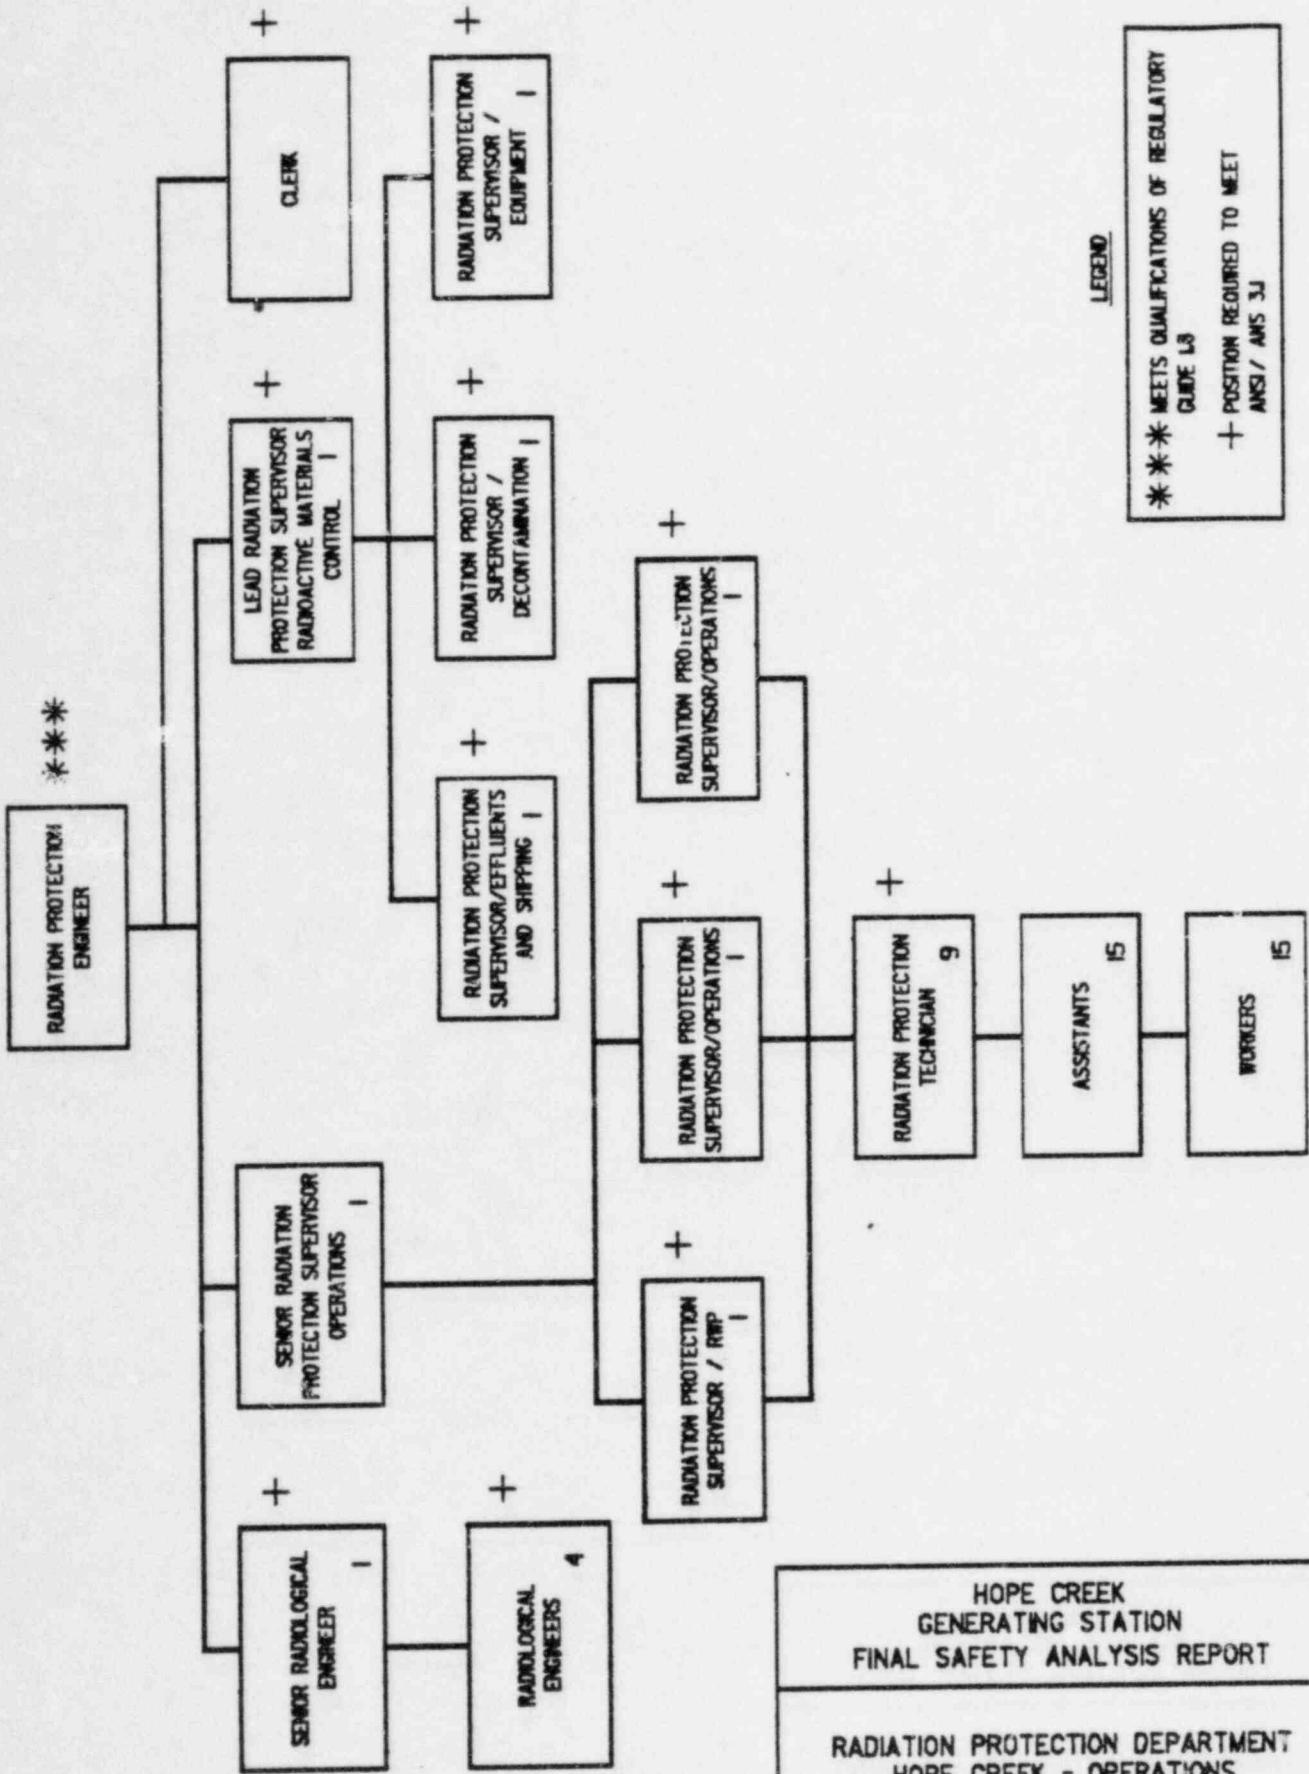 RADIATION PROTECTION
ENGINEER
***
SENIOR RADIOLOGICAL
ENGINEER
1
+
SENIOR RADIATION
PROTECTION SUPERVISOR
OPERATIONS
1
LEAD RADIATION
PROTECTION SUPERVISOR
RADIOACTIVE MATERIALS
CONTROL
1
+
CLERK
+
RADIOLOGICAL
ENGINEERS
4
+
RADIATION PROTECTION
SUPERVISOR/EFFLUENTS
AND SHIPPING 1
+
RADIATION PROTECTION
SUPERVISOR /
DECONTAMINATION 1
+
RADIATION PROTECTION
SUPERVISOR /
EQUIPMENT 1
+
RADIATION PROTECTION
SUPERVISOR / RWP
1
+
RADIATION PROTECTION
SUPERVISOR/OPERATIONS
1
+
RADIATION PROTECTION
SUPERVISOR/OPERATIONS
1
+
RADIATION PROTECTION
TECHNICIAN
9
+
ASSISTANTS
15
WORKERS
15
LEGEND
*** MEETS QUALIFICATIONS OF REGULATORY
GUIDE 1.8
+ POSITION REQUIRED TO MEET
ANSI/ ANS 3.1
HOPE CREEK
GENERATING STATION
FINAL SAFETY ANALYSIS REPORT
RADIATION PROTECTION DEPARTMENT
HOPE CREEK - OPERATIONS